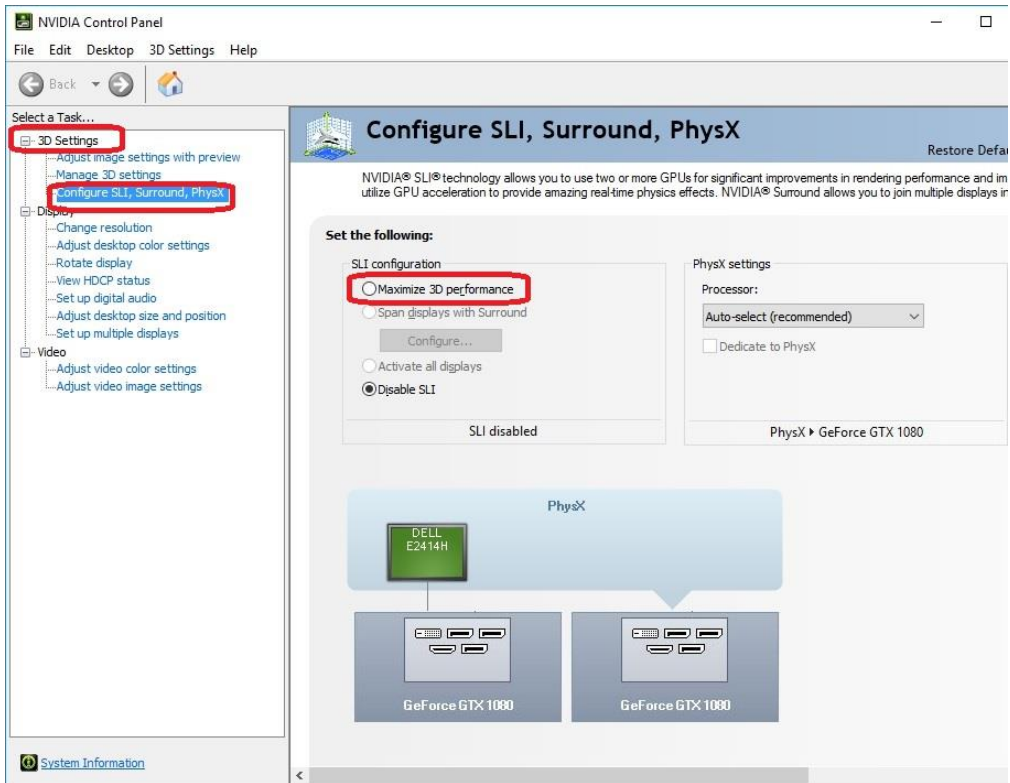 NVIDIA Control Panel
File Edit Desktop 3D Settings Help
Back
Select a Task...
3D Settings
Adjust image settings with preview
Manage 3D settings
Configure SLI, Surround, PhysX
Display
Change resolution
Adjust desktop color settings
Rotate display
View HDCP status
Set up digital audio
Adjust desktop size and position
Set up multiple displays
Video
Adjust video color settings
Adjust video image settings
System Information
Configure SLI, Surround, PhysX
Restore Defa
NVIDIA® SLI® technology allows you to use two or more GPUs for significant improvements in rendering performance and im
utilize GPU acceleration to provide amazing real-time physics effects. NVIDIA® Surround allows you to join multiple displays in
Set the following:
SLI configuration
Maximize 3D performance
Span displays with Surround
Configure...
Activate all displays
Disable SLI
SLI disabled
PhysX settings
Processor:
Auto-select (recommended)
Dedicate to PhysX
PhysX ▸ GeForce GTX 1080
PhysX
DELL
E2414H
GeForce GTX 1080
GeForce GTX 1080